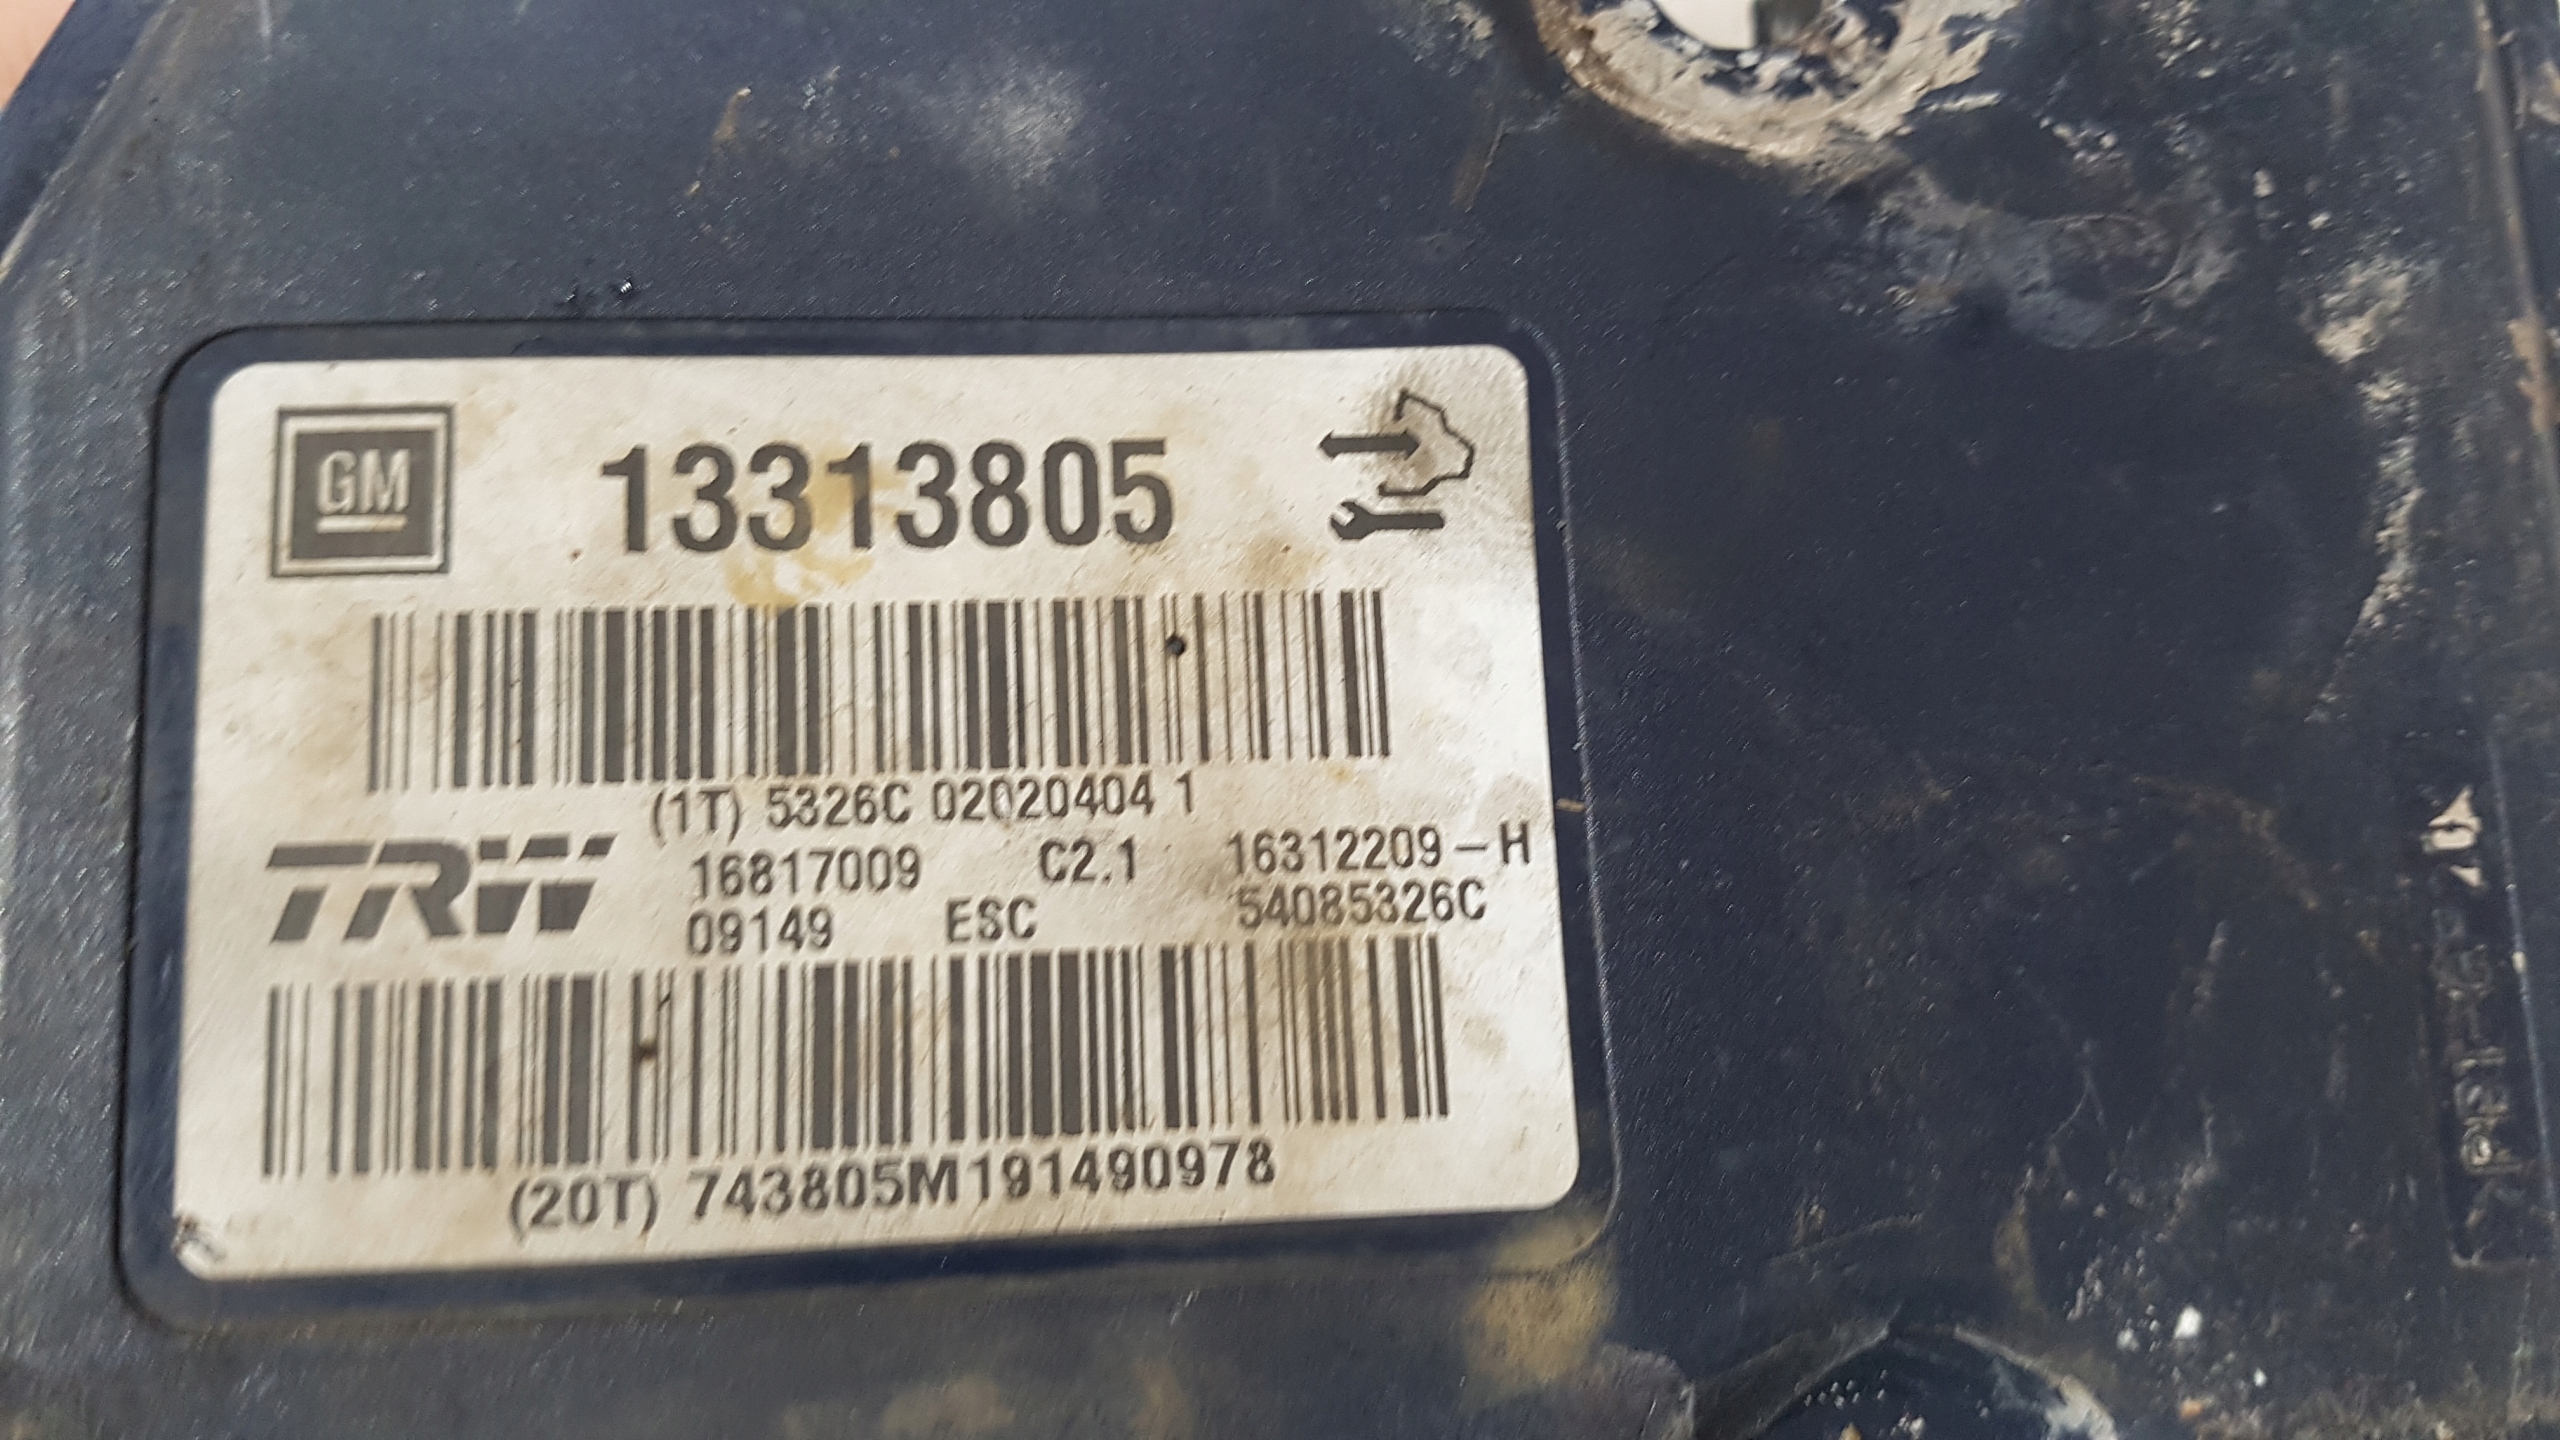 GM 13313805
(1T) 5326C 02020404 1
TRW 16817009 C2.1 16312209-H
09149 ESC 54085326C
(20T) 743805M191490978